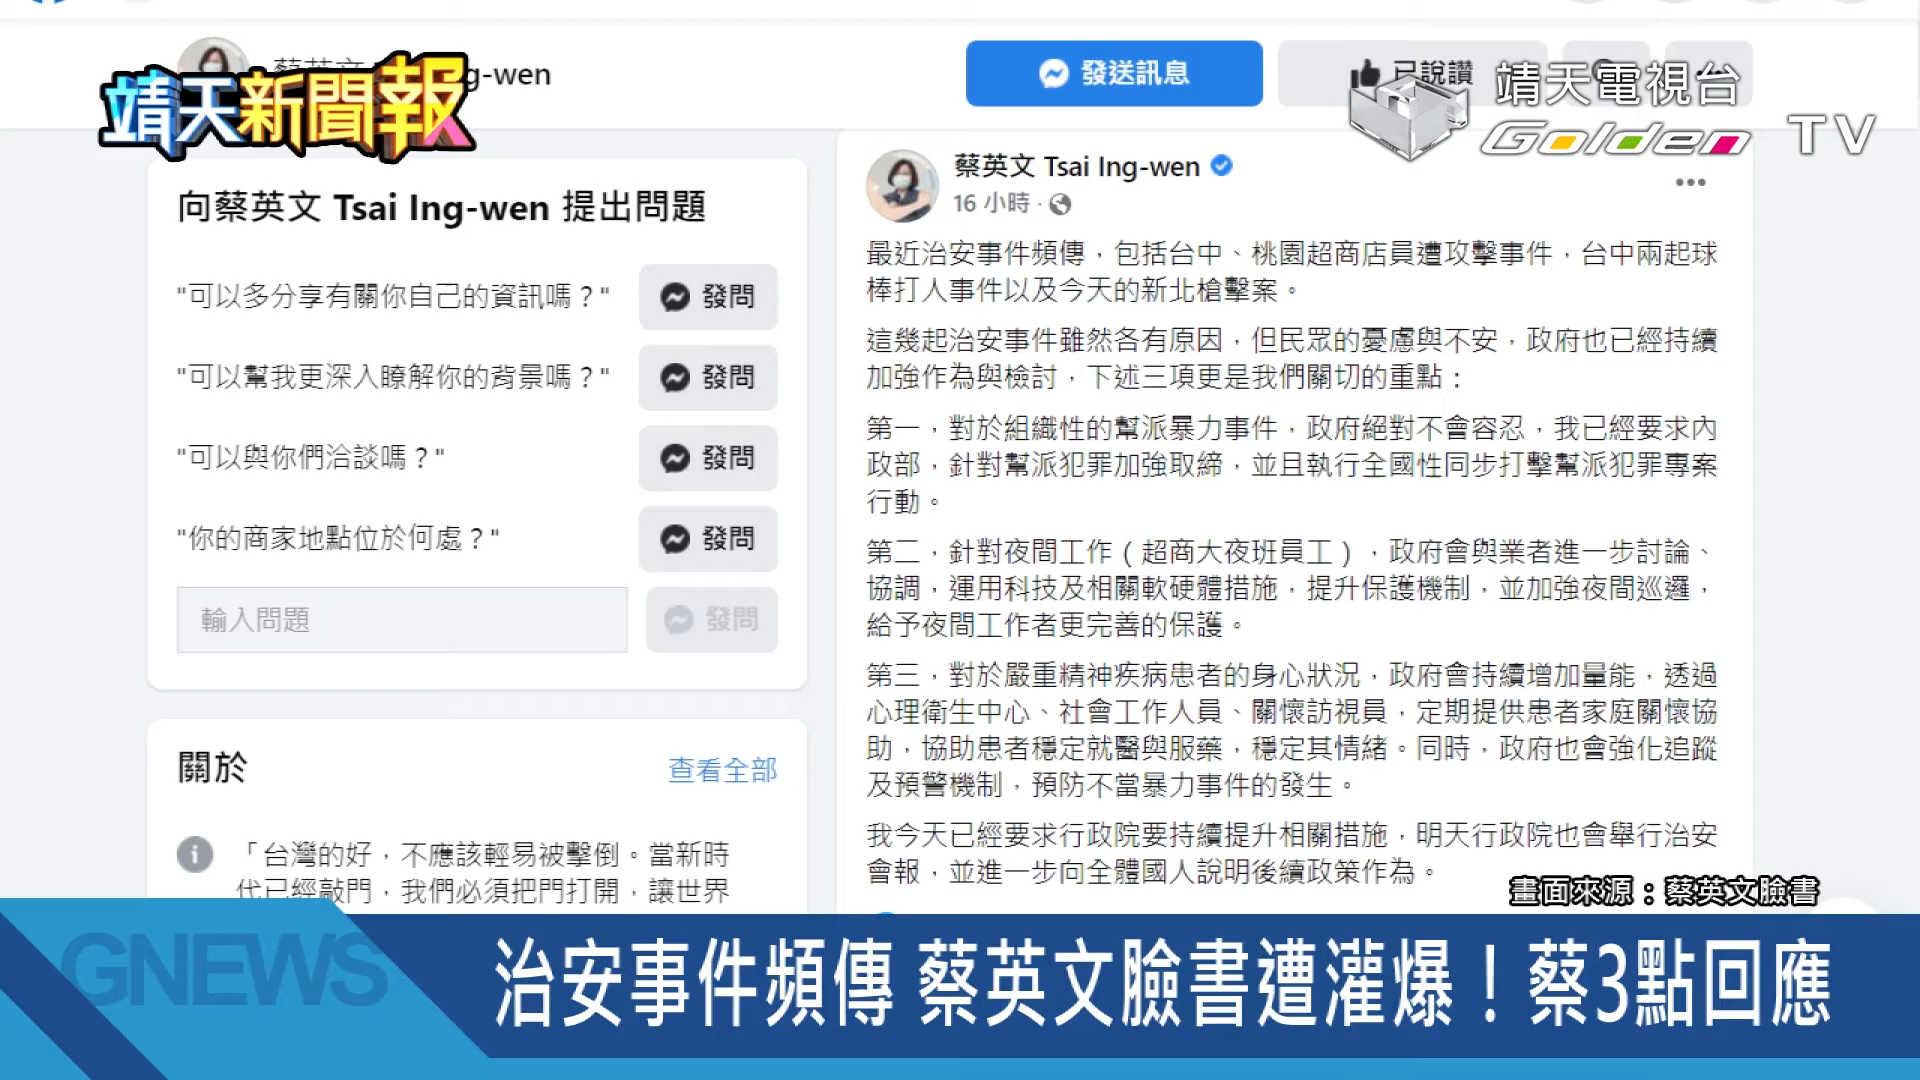 蔡英文 g-wen
發送訊息
已說讚
靖天新聞報
靖天電視台
Golden TV
向蔡英文 Tsai Ing-wen 提出問題
"可以多分享有關你自己的資訊嗎？"
發問
"可以幫我更深入瞭解你的背景嗎？"
發問
"可以與你們洽談嗎？"
發問
"你的商家地點位於何處？"
發問
輸入問題
發問
關於
查看全部
「台灣的好，不應該輕易被擊倒。當新時
代已經敲門，我們必須把門打開，讓世界
蔡英文 Tsai Ing-wen
16 小時
最近治安事件頻傳，包括台中、桃園超商店員遭攻擊事件，台中兩起球
棒打人事件以及今天的新北槍擊案。
這幾起治安事件雖然各有原因，但民眾的憂慮與不安，政府也已經持續
加強作為與檢討，下述三項更是我們關切的重點：
第一，對於組織性的幫派暴力事件，政府絕對不會容忍，我已經要求內
政部，針對幫派犯罪加強取締，並且執行全國性同步打擊幫派犯罪專案
行動。
第二，針對夜間工作（超商大夜班員工），政府會與業者進一步討論、
協調，運用科技及相關軟硬體措施，提升保護機制，並加強夜間巡邏，
給予夜間工作者更完善的保護。
第三，對於嚴重精神疾病患者的身心狀況，政府會持續增加量能，透過
心理衛生中心、社會工作人員、關懷訪視員，定期提供患者家庭關懷協
助，協助患者穩定就醫與服藥，穩定其情緒。同時，政府也會強化追蹤
及預警機制，預防不當暴力事件的發生。
我今天已經要求行政院要持續提升相關措施，明天行政院也會舉行治安
會報，並進一步向全體國人說明後續政策作為。
畫面來源：蔡英文臉書
GNEWS
治安事件頻傳 蔡英文臉書遭灌爆！蔡3點回應